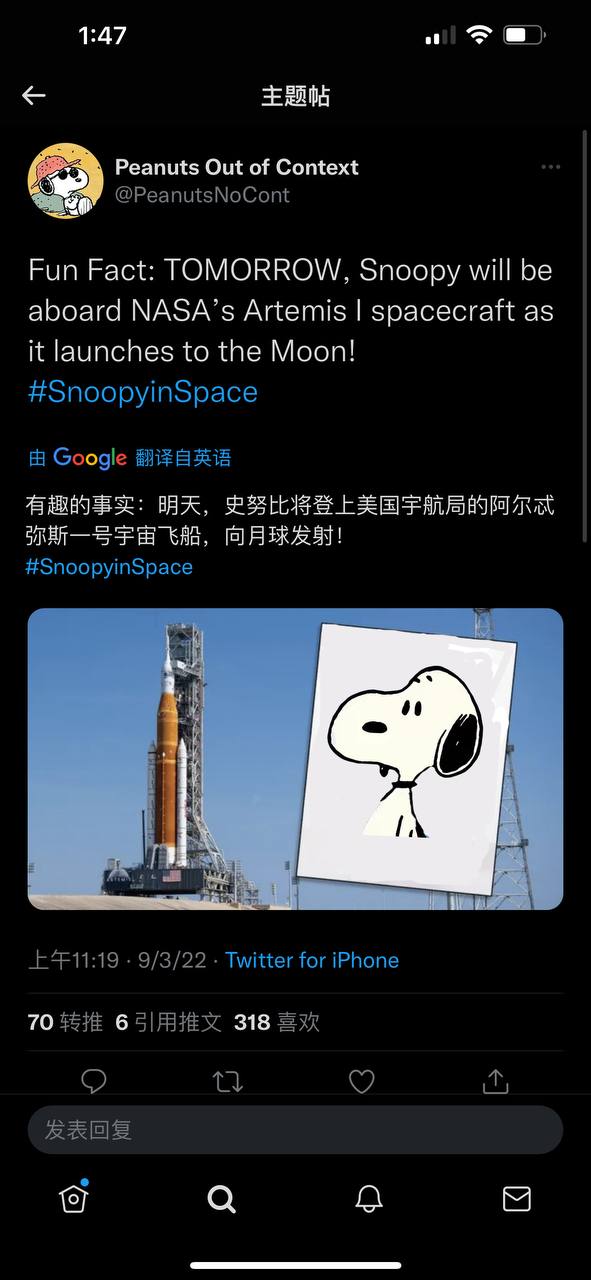 1:47
主题帖
Peanuts Out of Context
@PeanutsNoCont
Fun Fact: TOMORROW, Snoopy will be
aboard NASA’s Artemis I spacecraft as
it launches to the Moon!
#SnoopyinSpace
由 Google 翻译自英语
有趣的事实：明天，史努比将登上美国宇航局的阿尔忒
弥斯一号宇宙飞船，向月球发射！
#SnoopyinSpace
上午11:19 · 9/3/22 · Twitter for iPhone
70 转推 6 引用推文 318 喜欢
发表回复